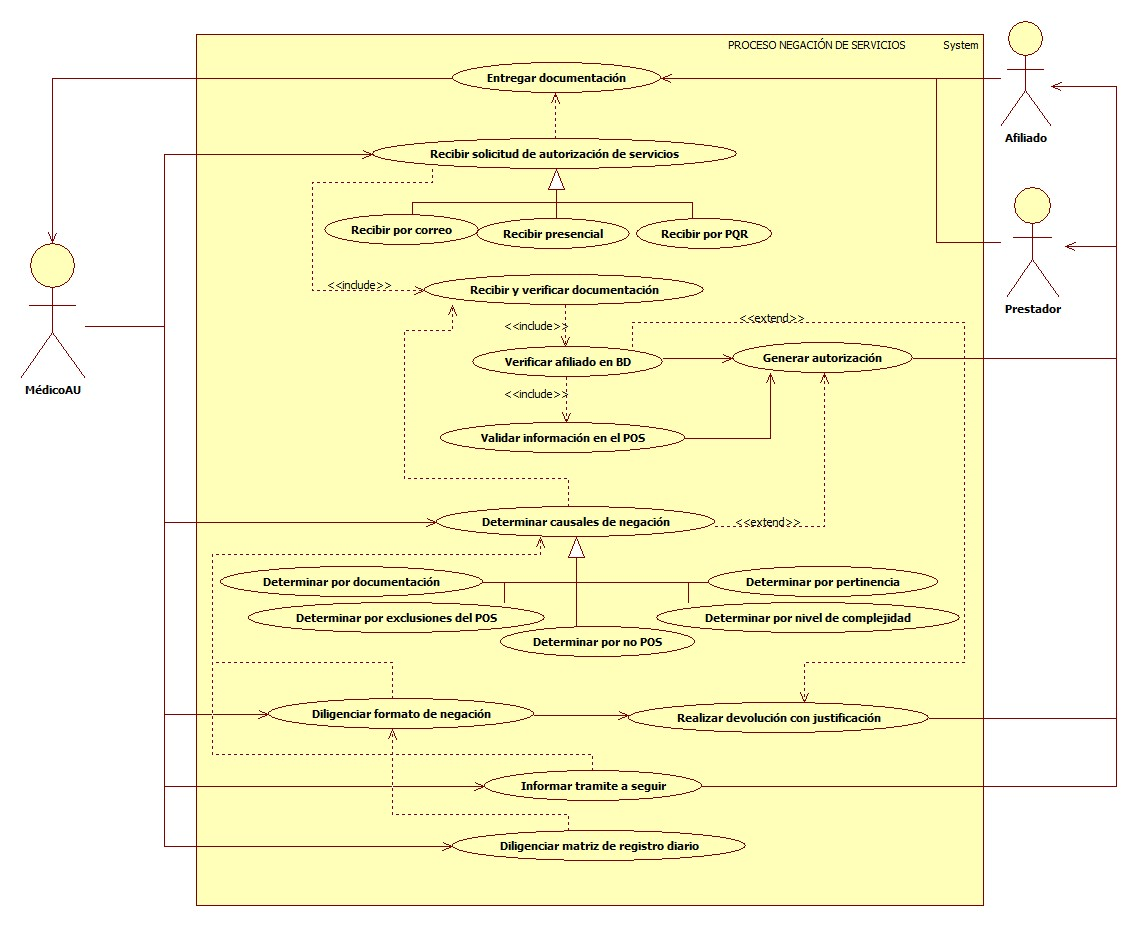 PROCESO NEGACIÓN DE SERVICIOS System
Entregar documentación
Afiliado
Recibir solicitud de autorización de servicios
Recibir por correo
Recibir presencial
Recibir por PQR
Prestador
<<include>>
Recibir y verificar documentación
<<extend>>
<<include>>
Verificar afiliado en BD
Generar autorización
MédicoAU
<<include>>
Validar información en el POS
Determinar causales de negación
<<extend>>
Determinar por documentación
Determinar por pertinencia
Determinar por exclusiones del POS
Determinar por nivel de complejidad
Determinar por no POS
Diligenciar formato de negación
Realizar devolución con justificación
Informar tramite a seguir
Diligenciar matriz de registro diario